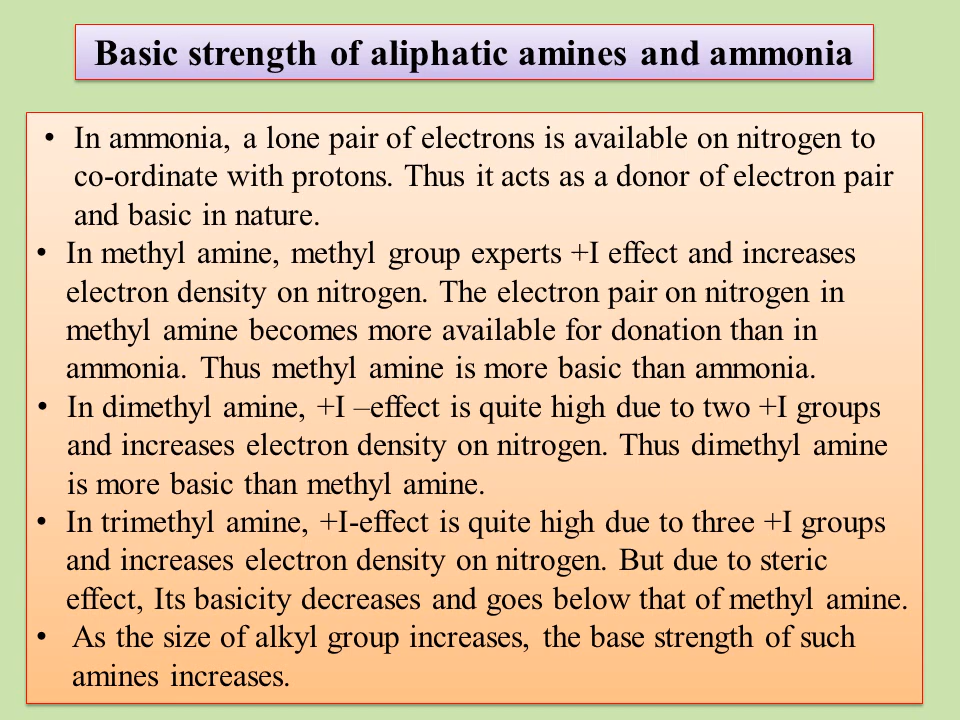 Basic strength of aliphatic amines and ammonia
• In ammonia, a lone pair of electrons is available on nitrogen to
co-ordinate with protons. Thus it acts as a donor of electron pair
and basic in nature.
• In methyl amine, methyl group experts +I effect and increases
electron density on nitrogen. The electron pair on nitrogen in
methyl amine becomes more available for donation than in
ammonia. Thus methyl amine is more basic than ammonia.
• In dimethyl amine, +I –effect is quite high due to two +I groups
and increases electron density on nitrogen. Thus dimethyl amine
is more basic than methyl amine.
• In trimethyl amine, +I-effect is quite high due to three +I groups
and increases electron density on nitrogen. But due to steric
effect, Its basicity decreases and goes below that of methyl amine.
• As the size of alkyl group increases, the base strength of such
amines increases.